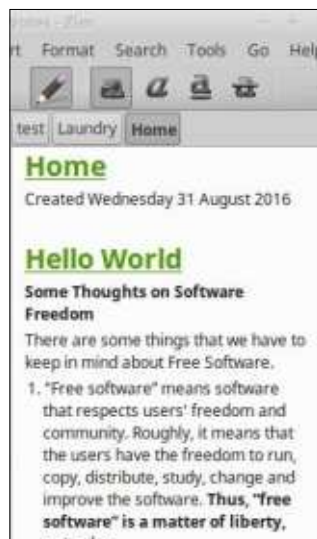 Format Search Tools Go Help
test Laundry Home
Home
Created Wednesday 31 August 2016
Hello World
Some Thoughts on Software
Freedom
There are some things that we have to
keep in mind about Free Software.
1. "Free software" means software
that respects users' freedom and
community. Roughly, it means that
the users have the freedom to run,
copy, distribute, study, change and
improve the software. Thus, "free
software" is a matter of liberty,